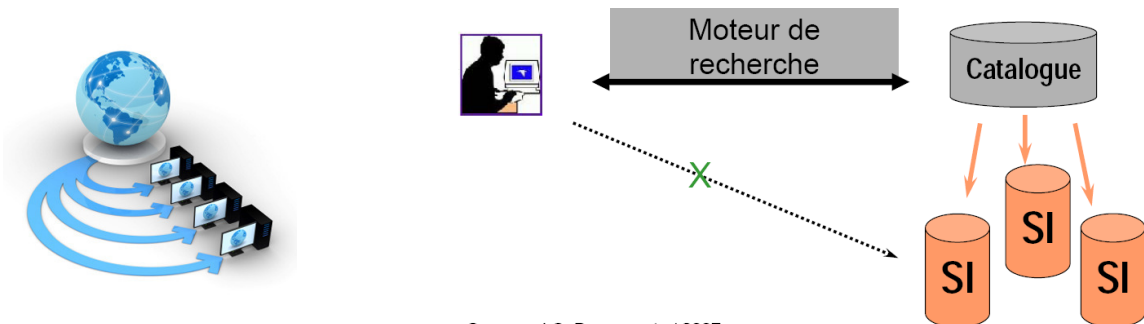 Moteur de
recherche
Catalogue
X
SI
SI
SI